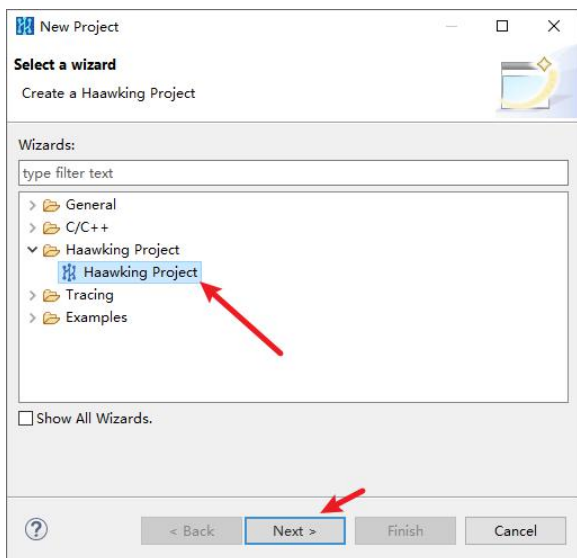 New Project
Select a wizard
Create a Haawking Project
Wizards:
type filter text
General
C/C++
Haawking Project
Haawking Project
Tracing
Examples
Show All Wizards.
< Back Next > Finish Cancel